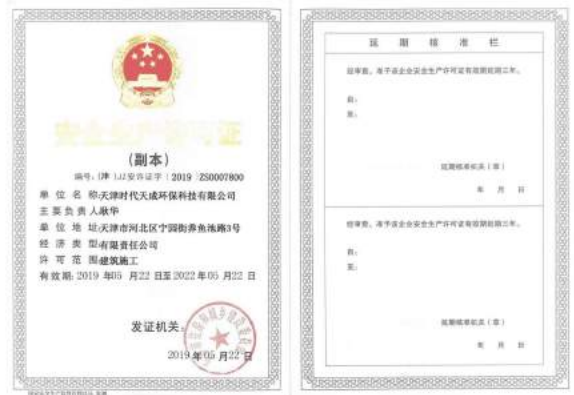 安全生产许可证
(副本)
编号:(津)JZ安许证字[2019]ZS0007800
单位名称:天津时代天成环保科技有限公司
主要负责人:耿华
单位地址:天津市河北区宁园街养鱼池路3号
经济类型:有限责任公司
许可范围:建筑施工
有效期:2019年05月22日至2022年05月22日
发证机关:
2019年05月22日
延期核准栏
经审查,准予该企业安全生产许可证有效期延期三年。
自:
至:
延期核准机关(章)
年 月 日
经审查,准予该企业安全生产许可证有效期延期三年。
自:
至:
延期核准机关(章)
年 月 日